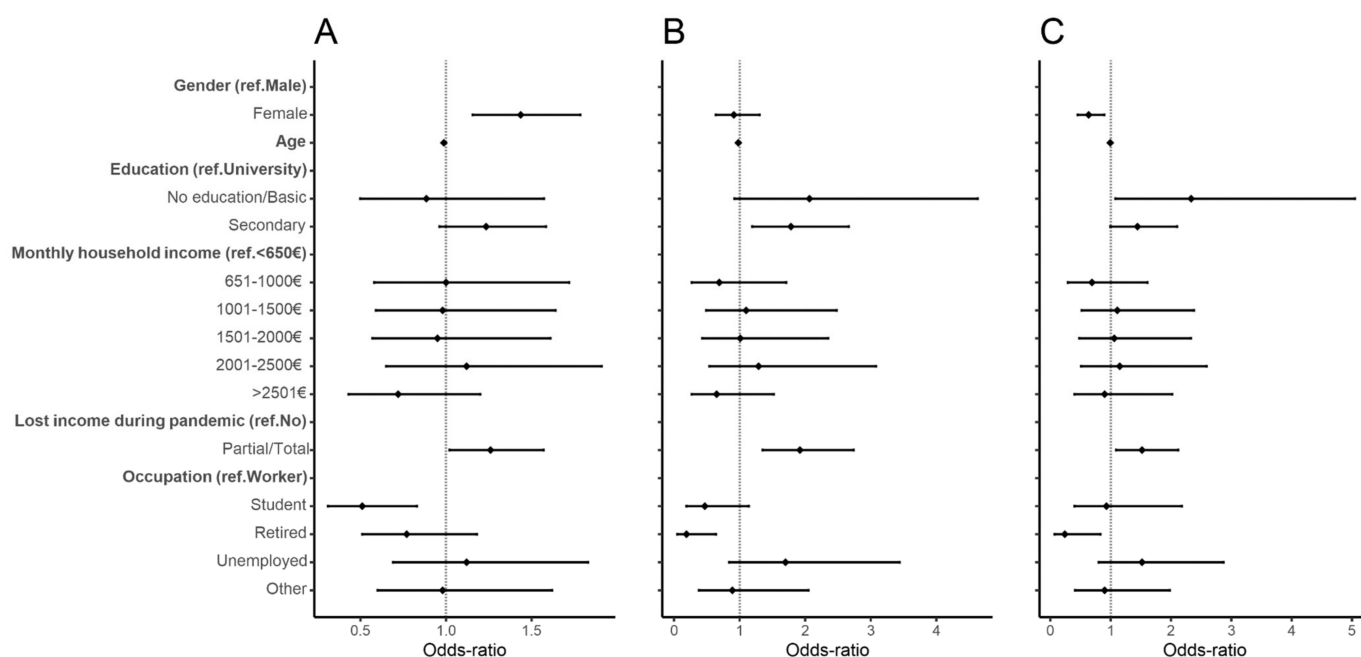 A B C
Gender (ref.Male)
Female
Age
Education (ref.University)
No education/Basic
Secondary
Monthly household income (ref.<650€)
651-1000€
1001-1500€
1501-2000€
2001-2500€
>2501€
Lost income during pandemic (ref.No)
Partial/Total
Occupation (ref.Worker)
Student
Retired
Unemployed
Other
0.5 1.0 1.5 0 1 2 3 4 0 1 2 3 4 5
Odds-ratio Odds-ratio Odds-ratio